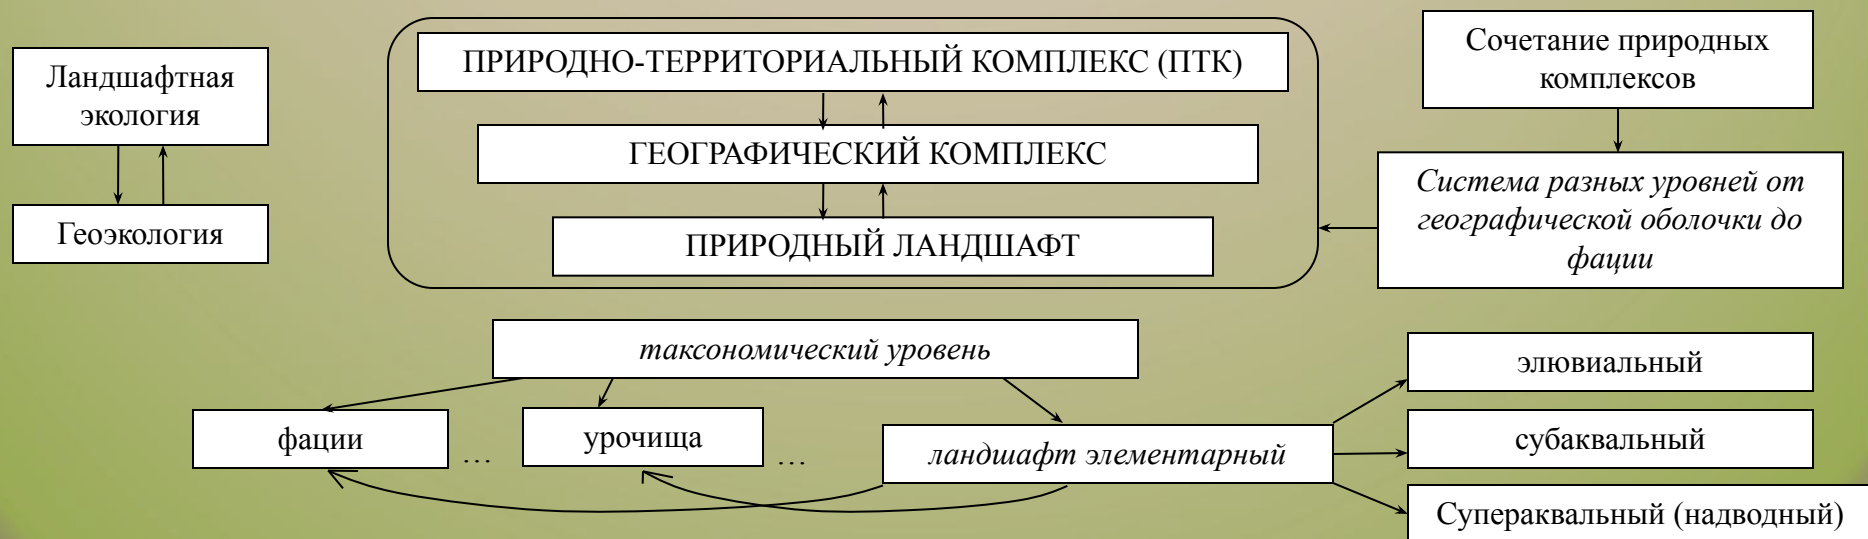 Ландшафтная
экология
Геоэкология
ПРИРОДНО-ТЕРРИТОРИАЛЬНЫЙ КОМПЛЕКС (ПТК)
ГЕОГРАФИЧЕСКИЙ КОМПЛЕКС
ПРИРОДНЫЙ ЛАНДШАФТ
Сочетание природных
комплексов
Система разных уровней от
географической оболочки до
фации
таксономический уровень
фации
...
урочища
...
ландшафт элементарный
элювиальный
субаквальный
Супераквальный (надводный)